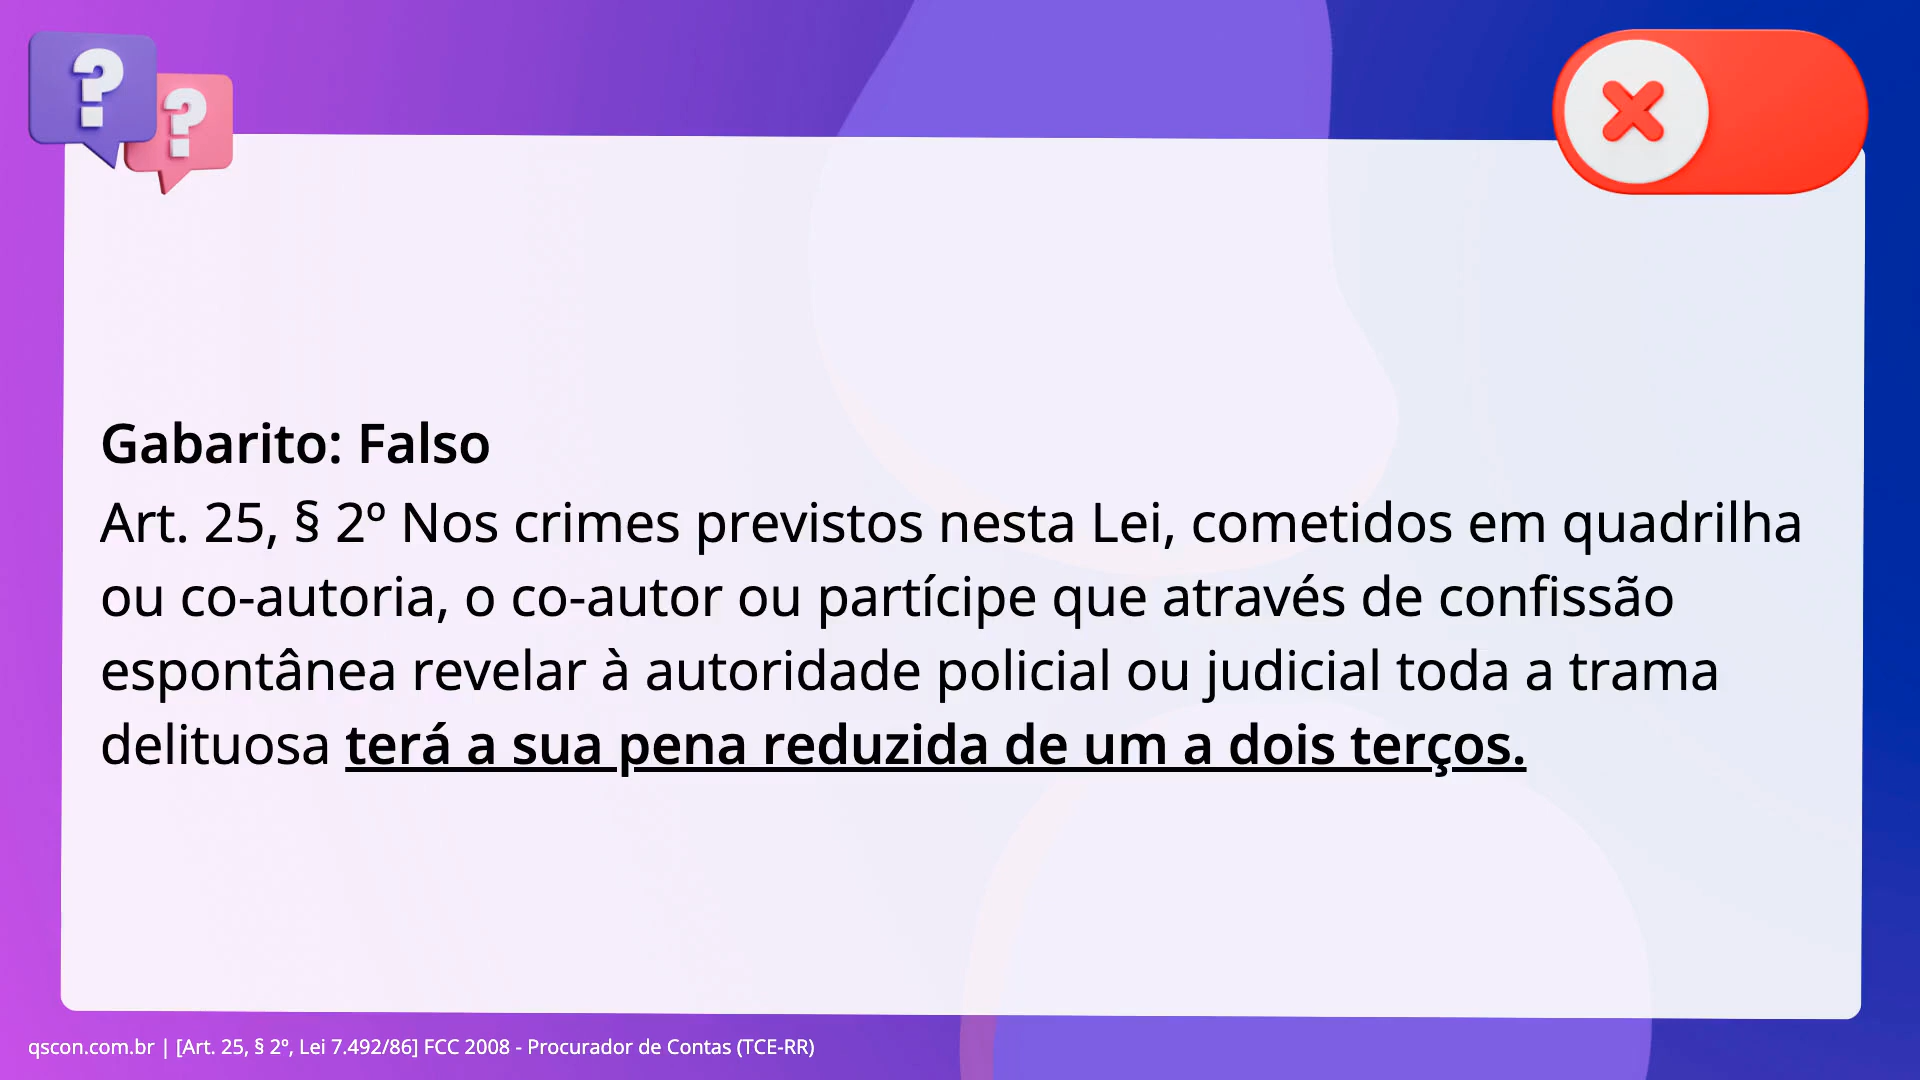 ?
?
Gabarito: Falso
Art. 25, § 2º Nos crimes previstos nesta Lei, cometidos em quadrilha
ou co-autoria, o co-autor ou partícipe que através de confissão
espontânea revelar à autoridade policial ou judicial toda a trama
delituosa terá a sua pena reduzida de um a dois terços.
qscon.com.br | [Art. 25, § 2º, Lei 7.492/86] FCC 2008 - Procurador de Contas (TCE-RR)